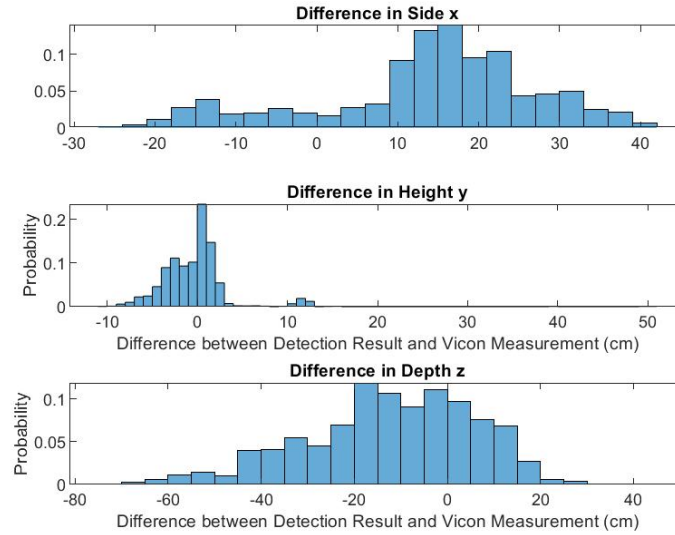 Difference in Side x
0.1
0.05
0
-30 -20 -10 0 10 20 30 40
Difference in Height y
Probability
0.2
0.1
0
-10 0 10 20 30 40 50
Difference between Detection Result and Vicon Measurement (cm)
Difference in Depth z
Probability
0.1
0.05
0
-80 -60 -40 -20 0 20 40
Difference between Detection Result and Vicon Measurement (cm)